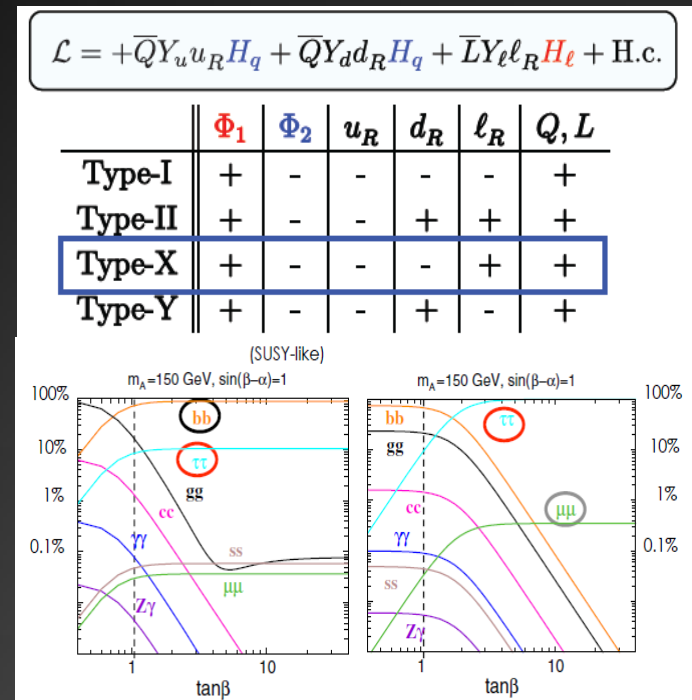 ℒ = +Q̅Y_u u_R H_q + Q̅Y_d d_R H_q + L̅Y_ℓ ℓ_R H_ℓ + H.c.
Φ₁ Φ₂ u_R d_R ℓ_R Q, L
Type-I + - - - - +
Type-II + - - + + +
Type-X + - - - + +
Type-Y + - - + - +
(SUSY-like)
m_A=150 GeV, sin(β−α)=1
100%
10%
1%
0.1%
bb
ττ
gg
cc
γγ
ss
μμ
Zγ
1 10
tanβ
m_A=150 GeV, sin(β−α)=1
100%
10%
1%
0.1%
bb
ττ
gg
cc
μμ
γγ
ss
Zγ
1 10
tanβ